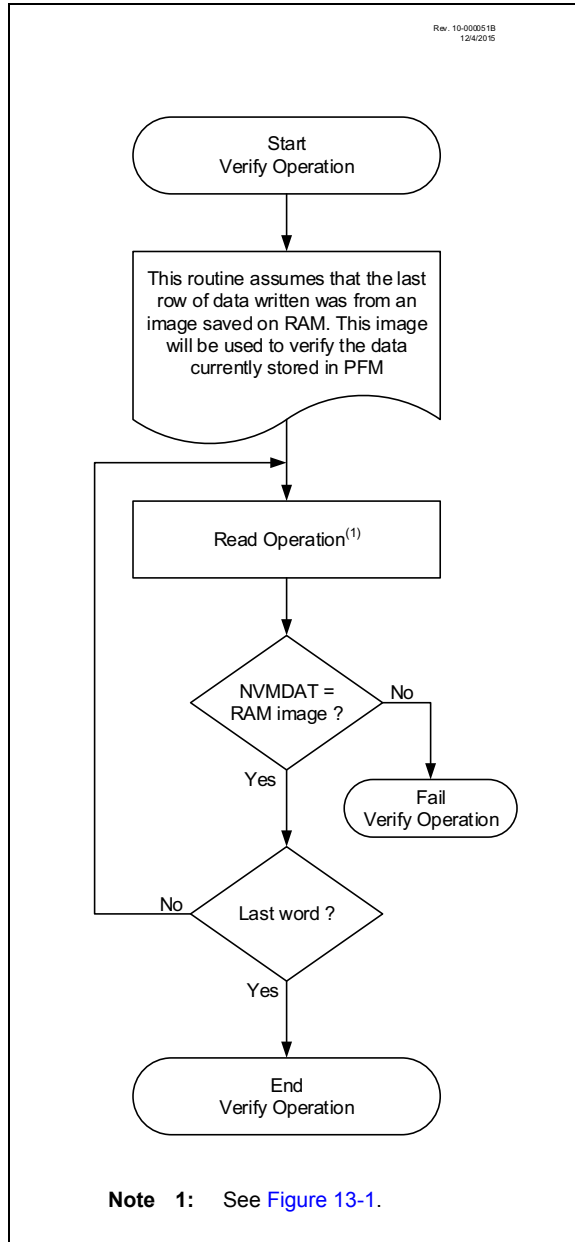 Rev. 10-000051B
12/4/2015
Start
Verify Operation
This routine assumes that the last
row of data written was from an
image saved on RAM. This image
will be used to verify the data
currently stored in PFM
Read Operation(1)
NVMDAT =
RAM image ?
No
Yes
Fail
Verify Operation
Last word ?
No
Yes
End
Verify Operation
Note 1: See Figure 13-1.